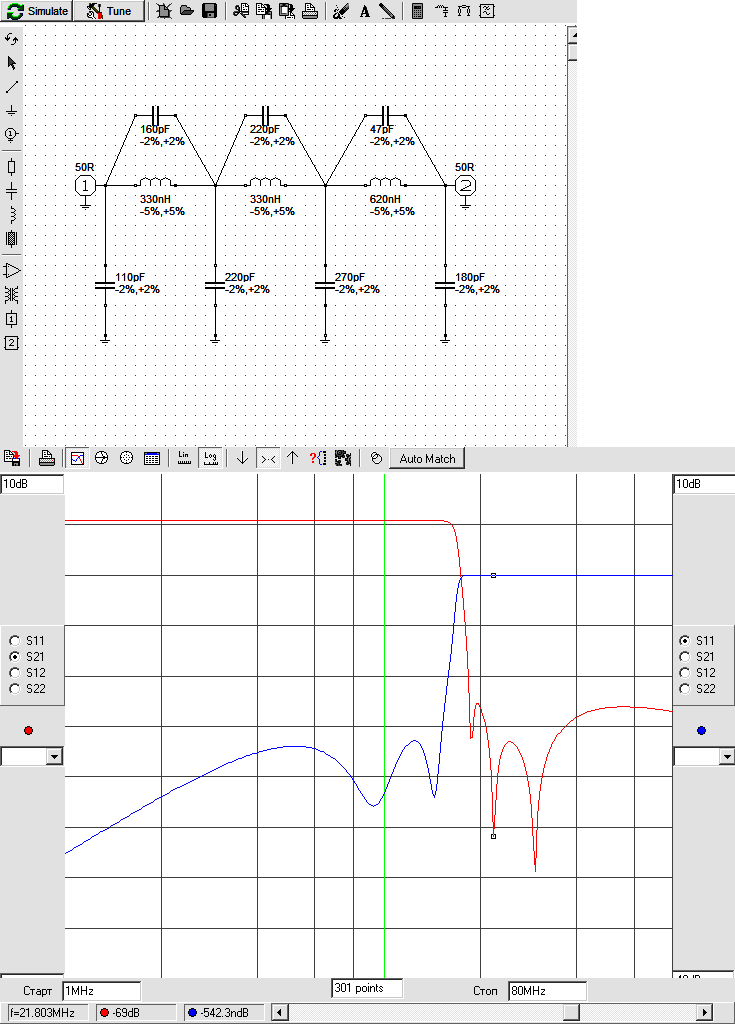 Simulate Tune
A
160pF 220pF 47pF
-2%,+2% -2%,+2% -2%,+2%
50R 50R
1 2
330nH 330nH 620nH
-5%,+5% -5%,+5% -5%,+5%
110pF 220pF 270pF 180pF
-2%,+2% -2%,+2% -2%,+2% -2%,+2%
1
1
2
Lin Log ?{ Auto Match
10dB 10dB
S11 S11
S21 S21
S12 S12
S22 S22
Старт 1MHz 301 points Стоп 80MHz
f=21.803MHz -69dB -542.3ndB